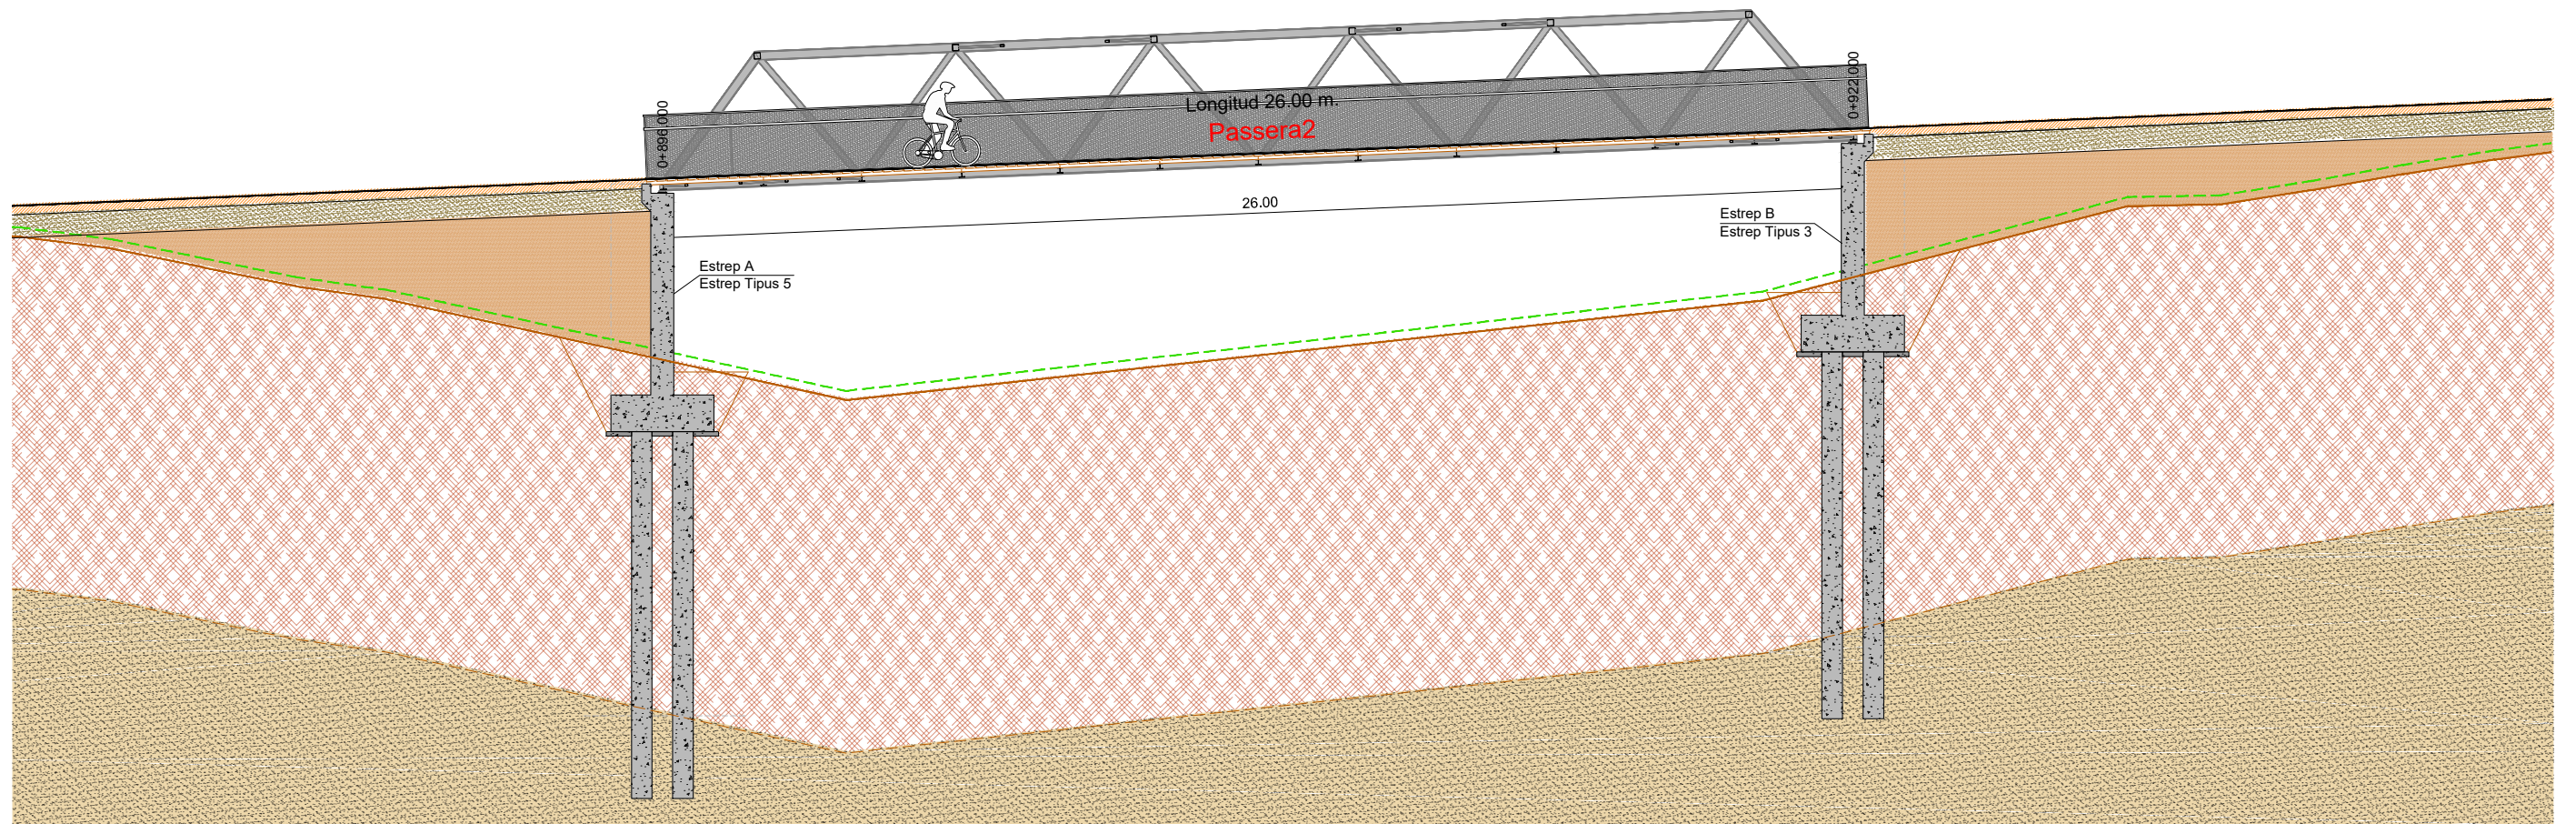 0+896.000
0+922.000
Longitud 26.00 m.
Passera2
26.00
Estrep A
Estrep Tipus 5
Estrep B
Estrep Tipus 3